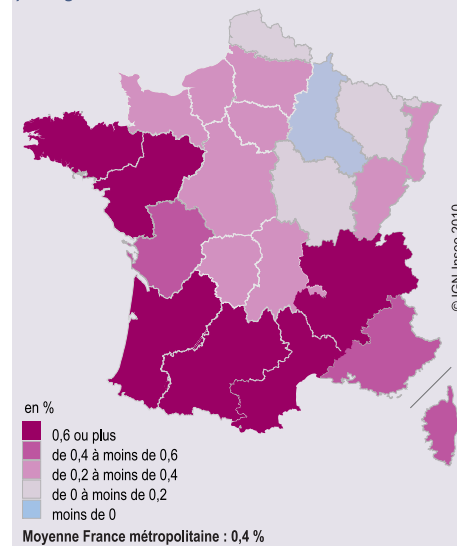 © IGN-Insee 2010
en %
0,6 ou plus
de 0,4 à moins de 0,6
de 0,2 à moins de 0,4
de 0 à moins de 0,2
moins de 0
Moyenne France métropolitaine : 0,4 %